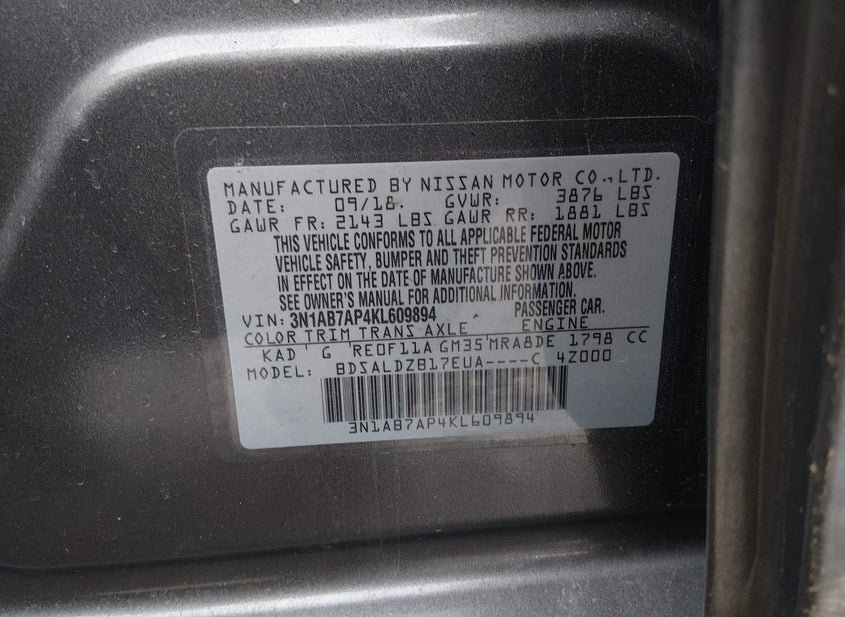 MANUFACTURED BY NISSAN MOTOR CO.,LTD.
DATE: 09/18 GVWR: 3876 LBS
GAWR FR: 2143 LBS GAWR RR: 1881 LBS
THIS VEHICLE CONFORMS TO ALL APPLICABLE FEDERAL MOTOR
VEHICLE SAFETY, BUMPER AND THEFT PREVENTION STANDARDS
IN EFFECT ON THE DATE OF MANUFACTURE SHOWN ABOVE.
SEE OWNER'S MANUAL FOR ADDITIONAL INFORMATION.
VIN: 3N1AB7AP4KL609894 PASSENGER CAR.
COLOR TRIM TRANS AXLE ENGINE
KAD G RE0F11A GM35 MRA8DE 1798 CC
MODEL: BDSALDZB17EUA----C 4Z000
3N1AB7AP4KL609894